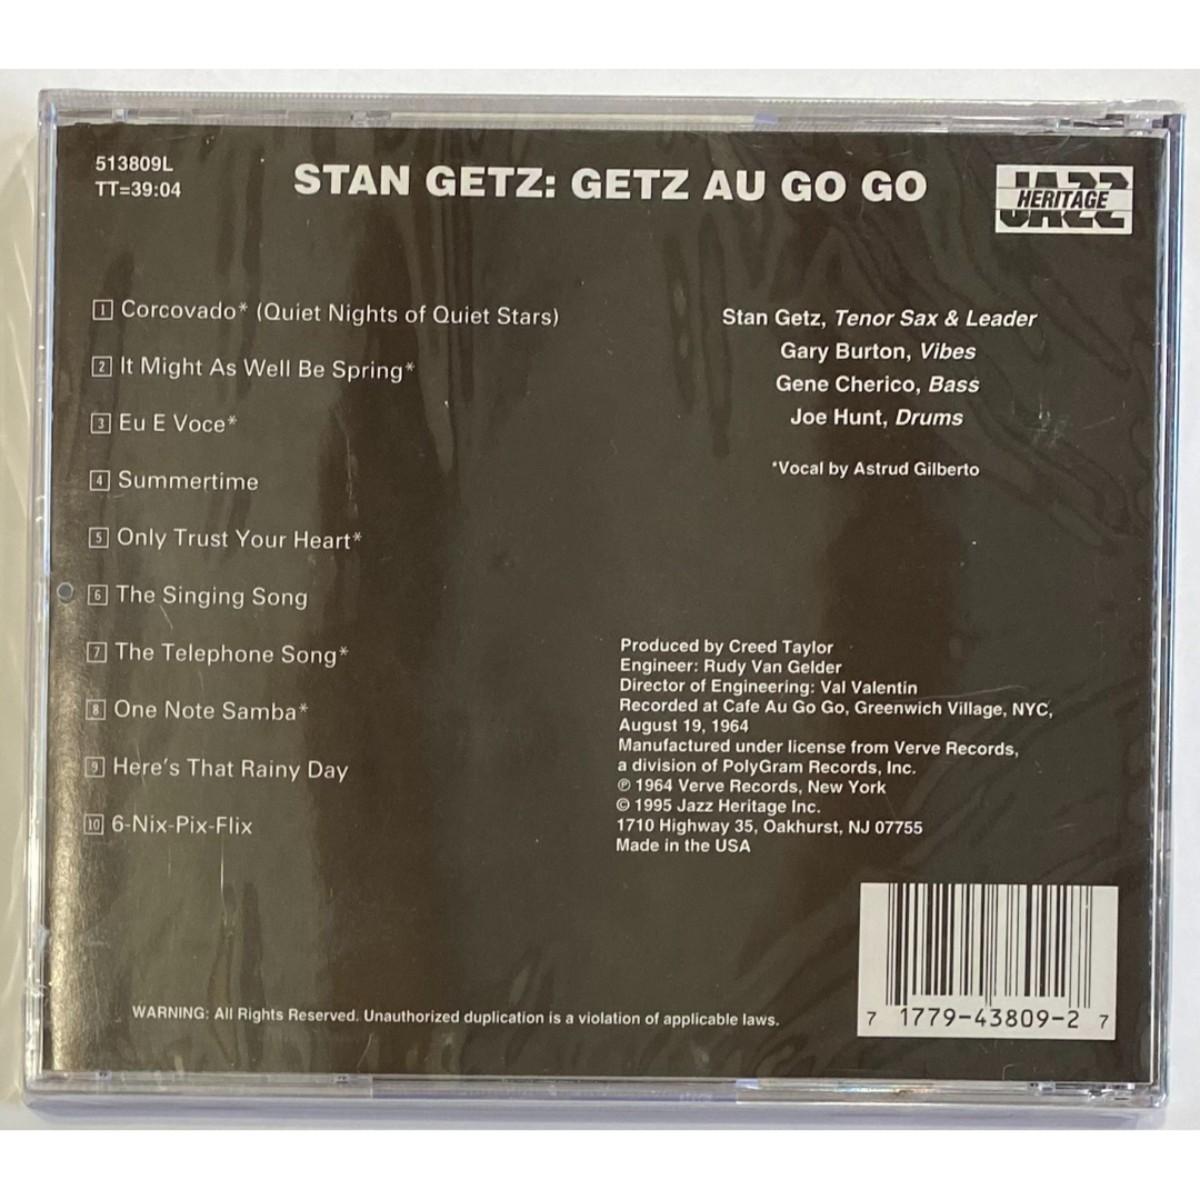 513809L
TT=39:04
STAN GETZ: GETZ AU GO GO
JAZZ
HERITAGE
1 Corcovado* (Quiet Nights of Quiet Stars)
2 It Might As Well Be Spring*
3 Eu E Voce*
4 Summertime
5 Only Trust Your Heart*
6 The Singing Song
7 The Telephone Song*
8 One Note Samba*
9 Here's That Rainy Day
10 6-Nix-Pix-Flix
Stan Getz, Tenor Sax & Leader
Gary Burton, Vibes
Gene Cherico, Bass
Joe Hunt, Drums
*Vocal by Astrud Gilberto
Produced by Creed Taylor
Engineer: Rudy Van Gelder
Director of Engineering: Val Valentin
Recorded at Cafe Au Go Go, Greenwich Village, NYC,
August 19, 1964
Manufactured under license from Verve Records,
a division of PolyGram Records, Inc.
℗ 1964 Verve Records, New York
© 1995 Jazz Heritage Inc.
1710 Highway 35, Oakhurst, NJ 07755
Made in the USA
WARNING: All Rights Reserved. Unauthorized duplication is a violation of applicable laws.
7 1779-43809-2 7